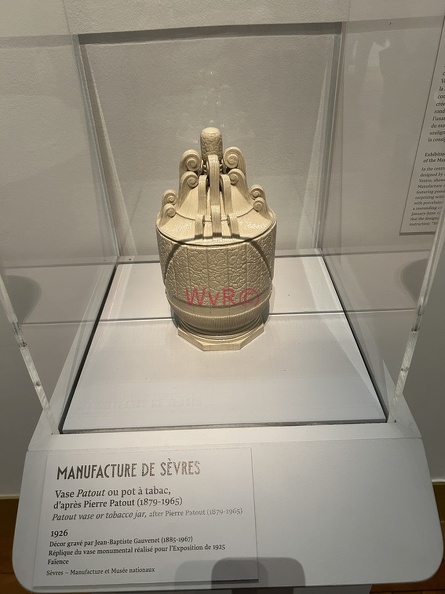 WvR©
MANUFACTURE DE SÈVRES
Vase Patout ou pot à tabac,
d'après Pierre Patout (1879-1965)
Patout vase or tobacco jar, after Pierre Patout (1879-1965)
1926
Décor gravé par Jean-Baptiste Gauvenet (1885-1967)
Réplique du vase monumental réalisé pour l'Exposition de 1925
Faïence
Sèvres – Manufacture et Musée nationaux